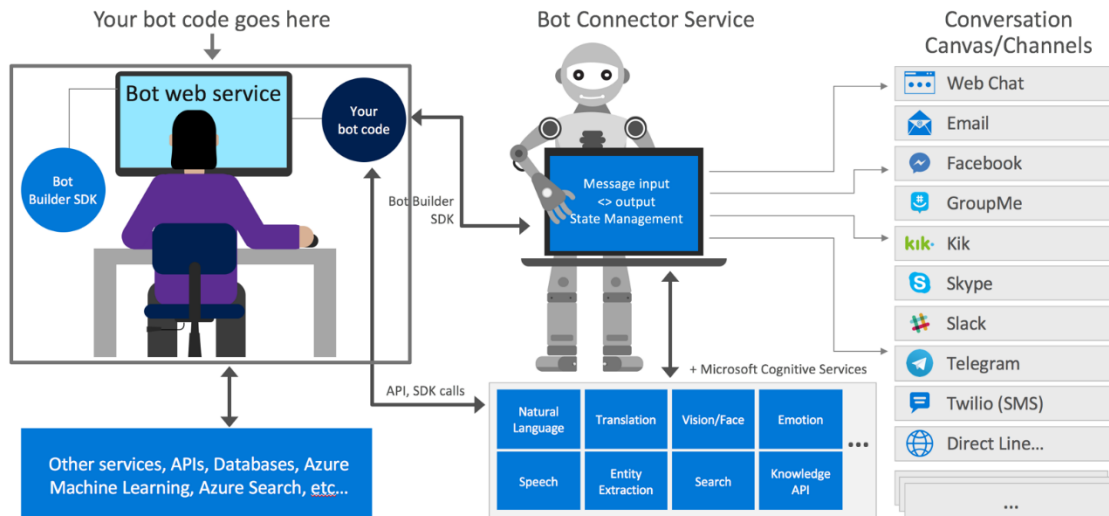 Your bot code goes here
Bot web service
Your
bot code
Bot
Builder SDK
Other services, APIs, Databases, Azure
Machine Learning, Azure Search, etc...
Bot Builder
SDK
API, SDK calls
Bot Connector Service
Message input
<> output
State Management
+ Microsoft Cognitive Services
Natural
Language
Translation
Vision/Face
Emotion
Speech
Entity
Extraction
Search
Knowledge
API
...
Conversation
Canvas/Channels
Web Chat
Email
Facebook
GroupMe
kik.
Kik
Skype
Slack
Telegram
Twilio (SMS)
Direct Line...
...